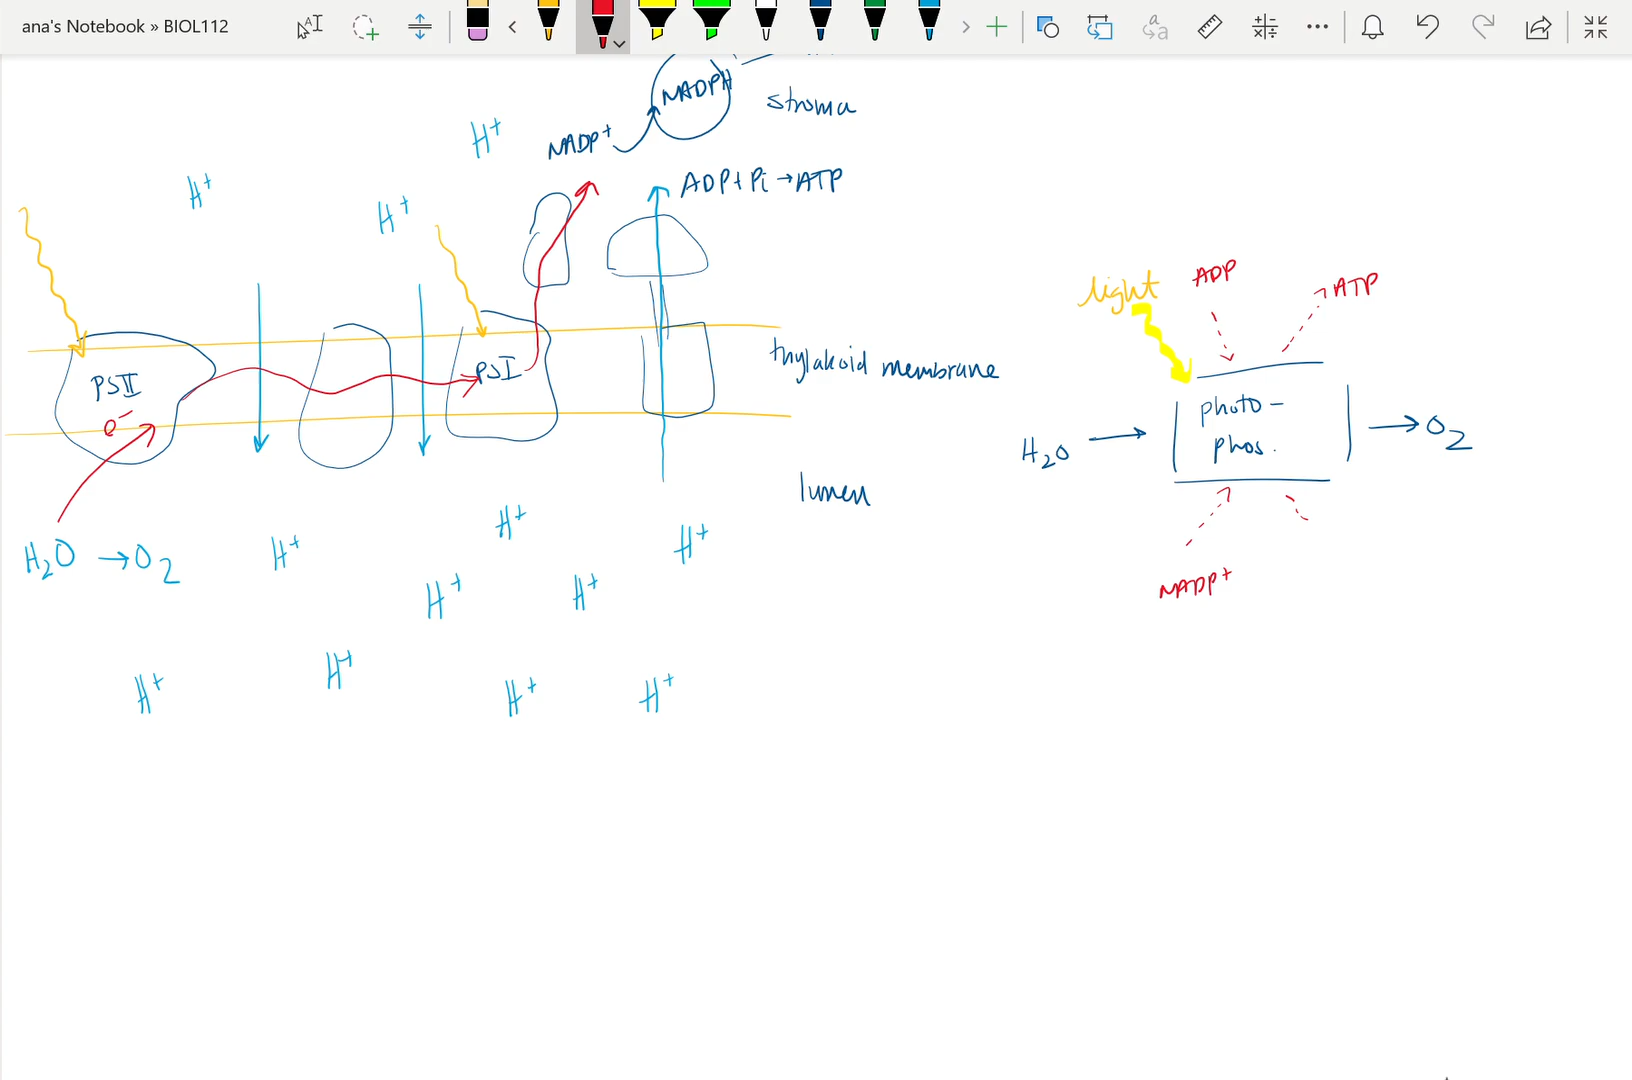 ana's Notebook » BIOL112
NADPH
stroma
H⁺
NADP⁺
H⁺
ADP+Pi→ATP
H⁺
light
ADP
ATP
PSII
PSI
thylakoid membrane
e⁻
photo-
phos.
H₂O
→O₂
lumen
H₂O →O₂
H⁺
H⁺
H⁺
H⁺
H⁺
NADP⁺
H⁺
H⁺
H⁺
H⁺